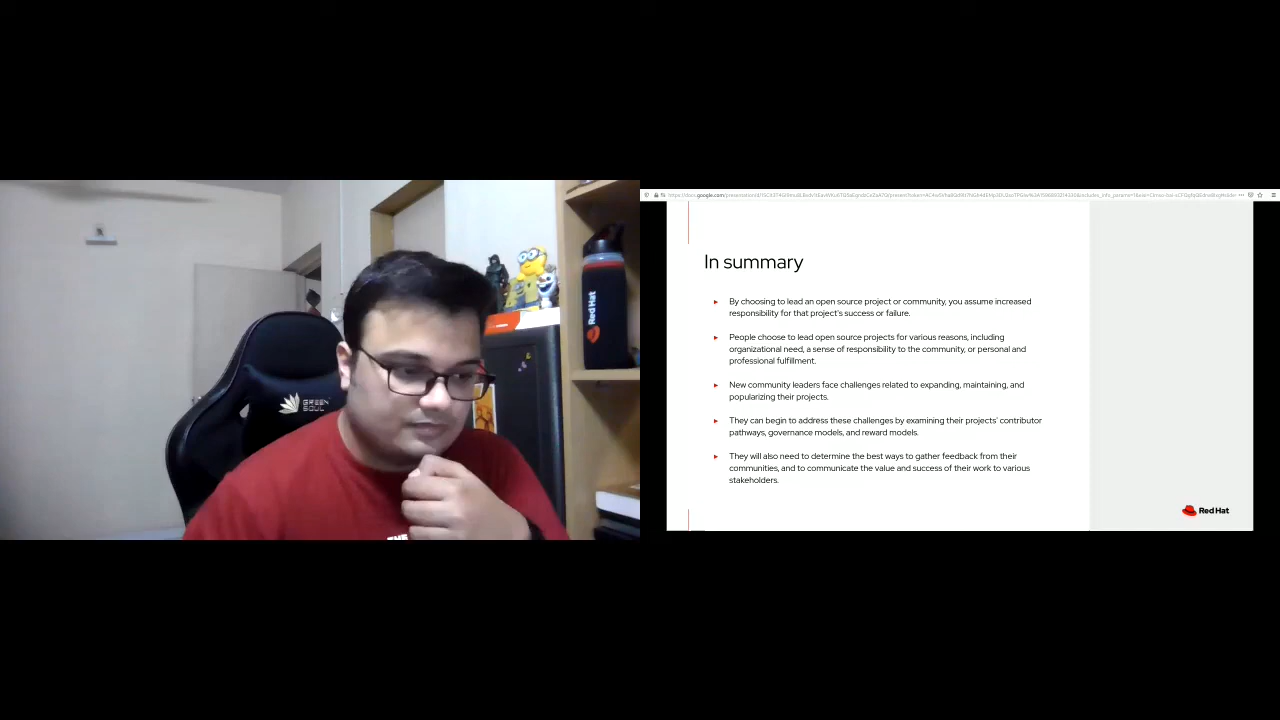 GREEN
SOUL
Red Hat
THE
In summary
By choosing to lead an open source project or community, you assume increased
responsibility for that project's success or failure.
People choose to lead open source projects for various reasons, including
organizational need, a sense of responsibility to the community, or personal and
professional fulfillment.
New community leaders face challenges related to expanding, maintaining, and
popularizing their projects.
They can begin to address these challenges by examining their projects' contributor
pathways, governance models, and reward models.
They will also need to determine the best ways to gather feedback from their
communities, and to communicate the value and success of their work to various
stakeholders.
Red Hat